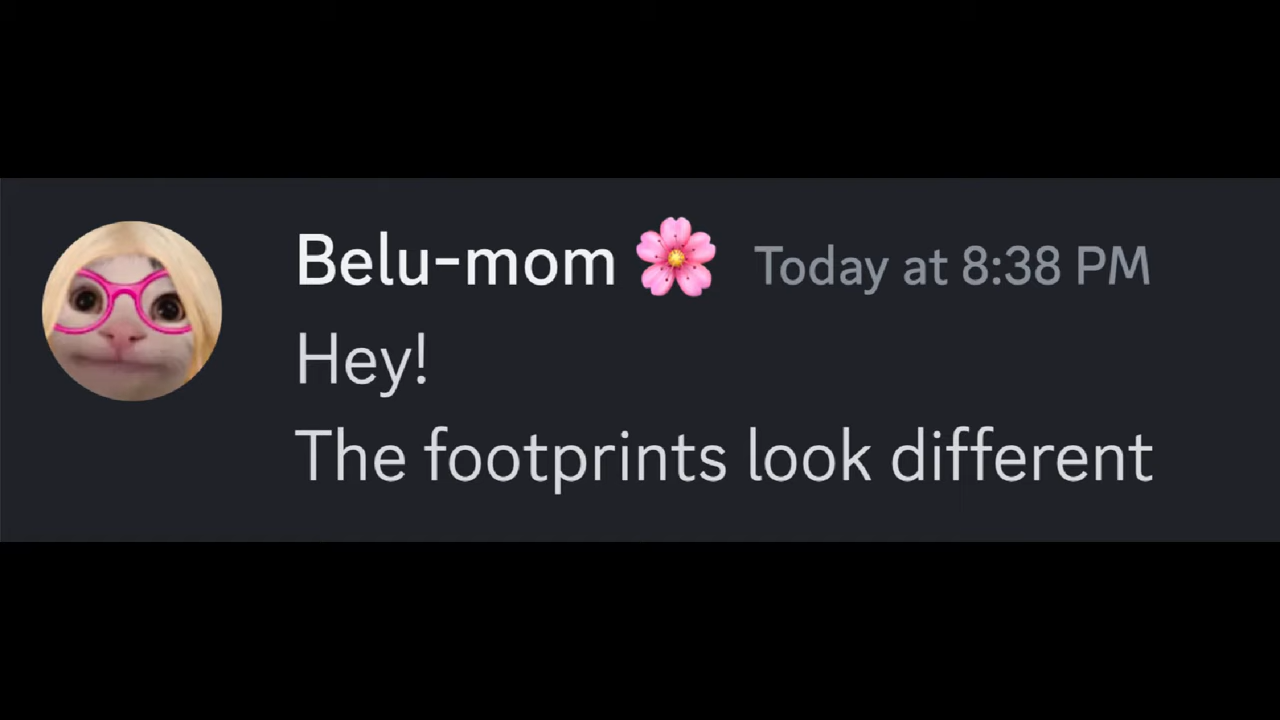 Belu-mom 🌸 Today at 8:38 PM
Hey!
The footprints look different